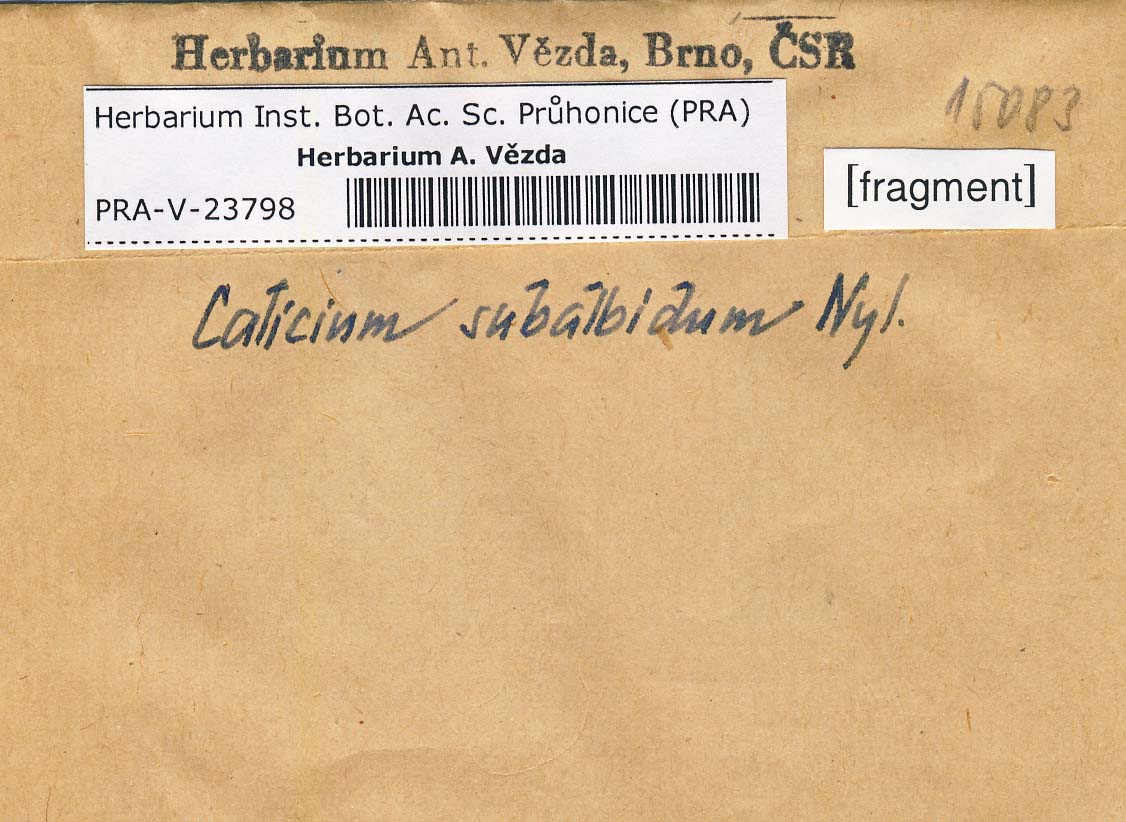 Herbarium Ant. Vězda, Brno, ČSR
15083
Herbarium Inst. Bot. Ac. Sc. Průhonice (PRA)
Herbarium A. Vězda
PRA-V-23798
[fragment]
Calicium subalbidum Nyl.